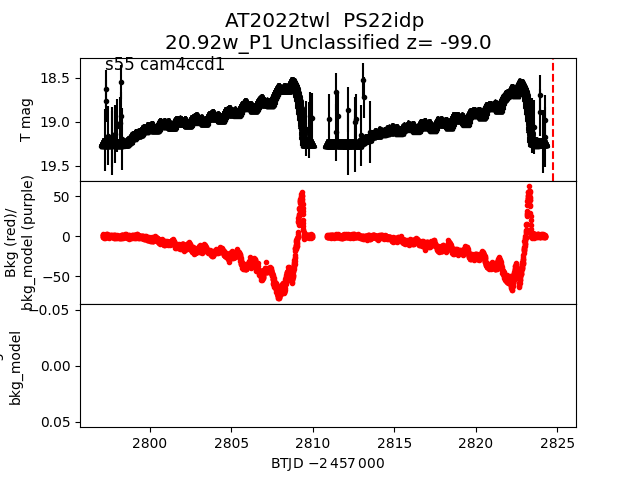 AT2022twl  PS22idp
20.92w_P1 Unclassified z= -99.0
s55 cam4ccd1
T mag
18.5
19.0
19.5
Bkg (red)/
bkg_model (purple)
50
0
−50
bkg_model
−0.05
0.00
0.05
2800 2805 2810 2815 2820 2825
BTJD −2 457 000